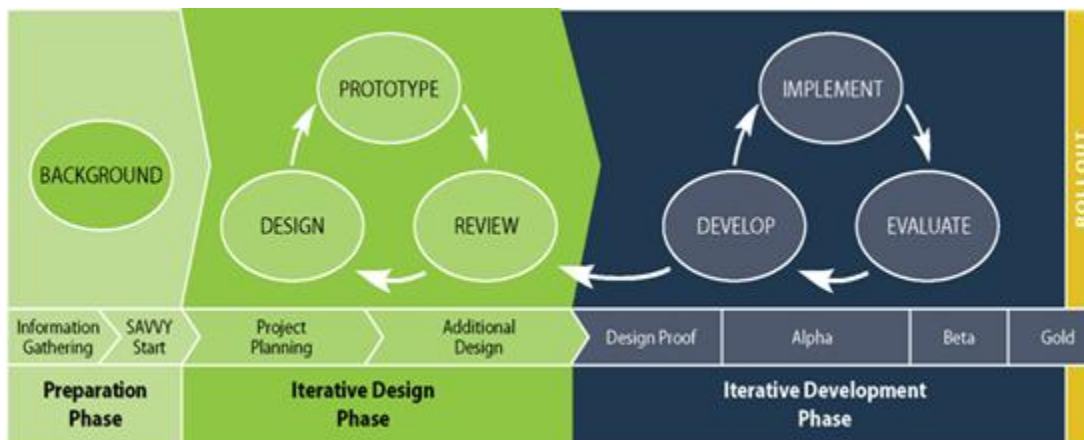 PROTOTYPE
IMPLEMENT
BACKGROUND
DESIGN
REVIEW
DEVELOP
EVALUATE
ROLLOUT
Information
Gathering
SAVVY
Start
Project
Planning
Additional
Design
Design Proof
Alpha
Beta
Gold
Preparation
Phase
Iterative Design
Phase
Iterative Development
Phase